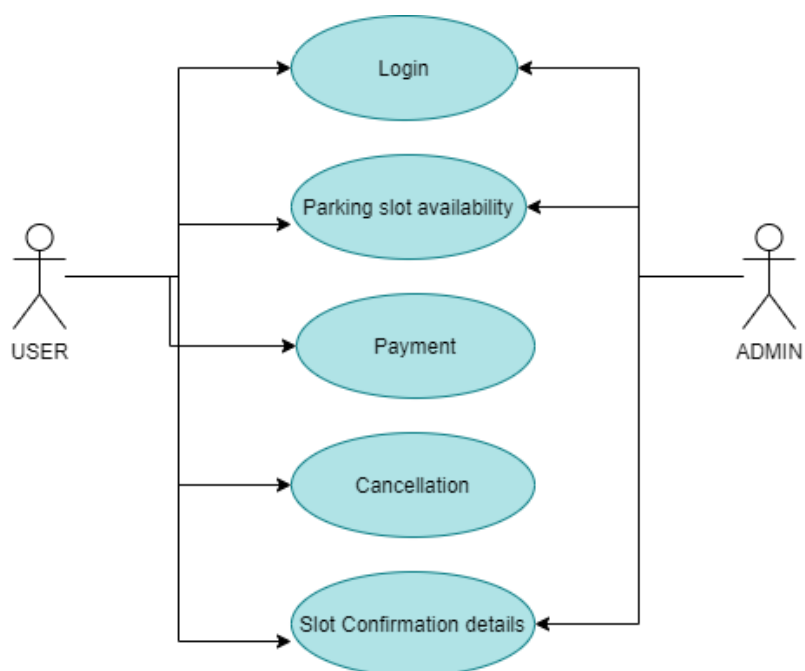 Login
Parking slot availability
USER
Payment
ADMIN
Cancellation
Slot Confirmation details